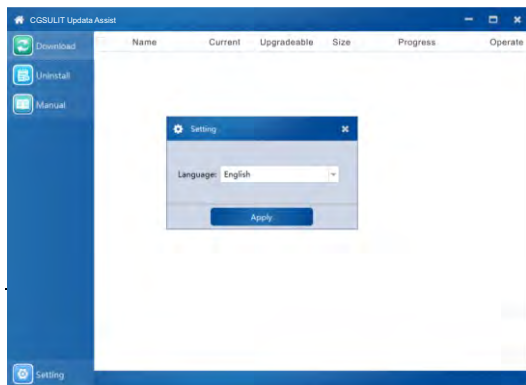 CGSULIT Updata Assist
Download
Name Current Upgradeable Size Progress Operate
Uninstall
Manual
Setting
Language: English
Apply
Setting